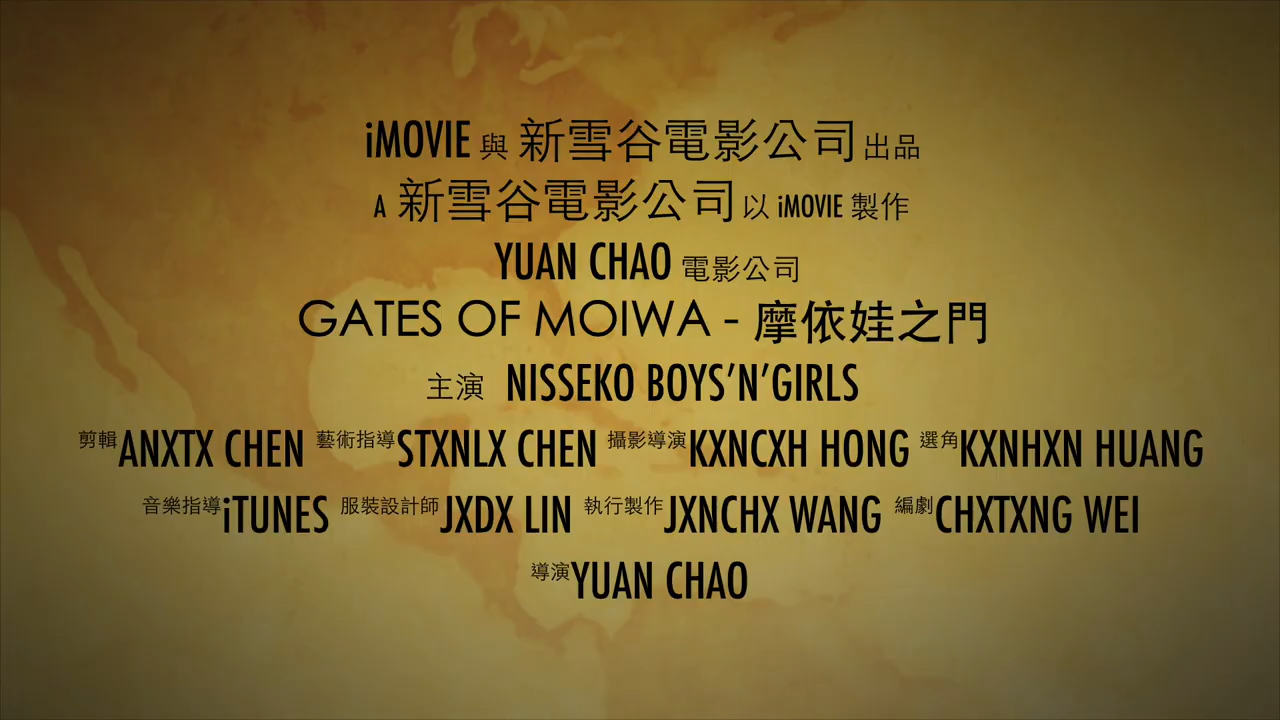 iMOVIE 與 新雪谷電影公司 出品
A 新雪谷電影公司 以 iMOVIE 製作
YUAN CHAO 電影公司
GATES OF MOIWA - 摩依娃之門
主演 NISSEKO BOYS'N'GIRLS
剪輯 ANXTX CHEN 藝術指導 STXNLX CHEN 攝影導演 KXNCXH HONG 選角 KXNHXN HUANG
音樂指導 iTUNES 服裝設計師 JXDX LIN 執行製作 JXNCHX WANG 編劇 CHXTXNG WEI
導演 YUAN CHAO